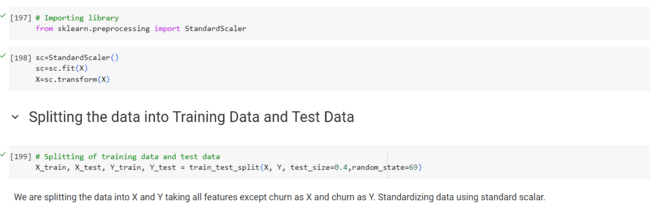 [197] # Importing library
from sklearn.preprocessing import StandardScaler
[198] sc=StandardScaler()
sc=sc.fit(X)
X=sc.transform(X)
Splitting the data into Training Data and Test Data
[199] # Splitting of training data and test data
X_train, X_test, Y_train, Y_test = train_test_split(X, Y, test_size=0.4,random_state=69)
We are splitting the data into X and Y taking all features except churn as X and churn as Y. Standardizing data using standard scalar.